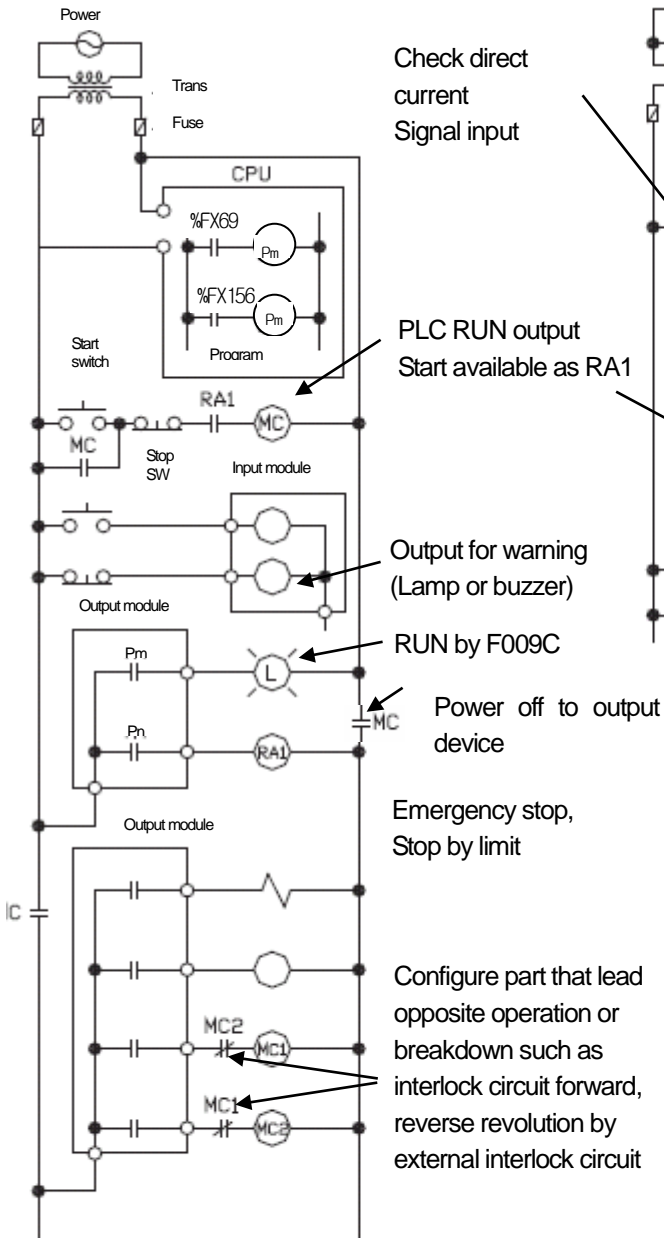 Power
Trans
Fuse
CPU
%FX69
Pm
%FX156
Pm
Program
Start
switch
RA1
MC
MC
Stop
SW
Input module
Output module
Pm
L
MC
Pn
RA1
Output module
MC2
MC1
MC1
MC2
Check direct
current
Signal input
PLC RUN output
Start available as RA1
Output for warning
(Lamp or buzzer)
RUN by F009C
Power off to output
device
Emergency stop,
Stop by limit
Configure part that lead
opposite operation or
breakdown such as
interlock circuit forward,
reverse revolution by
external interlock circuit